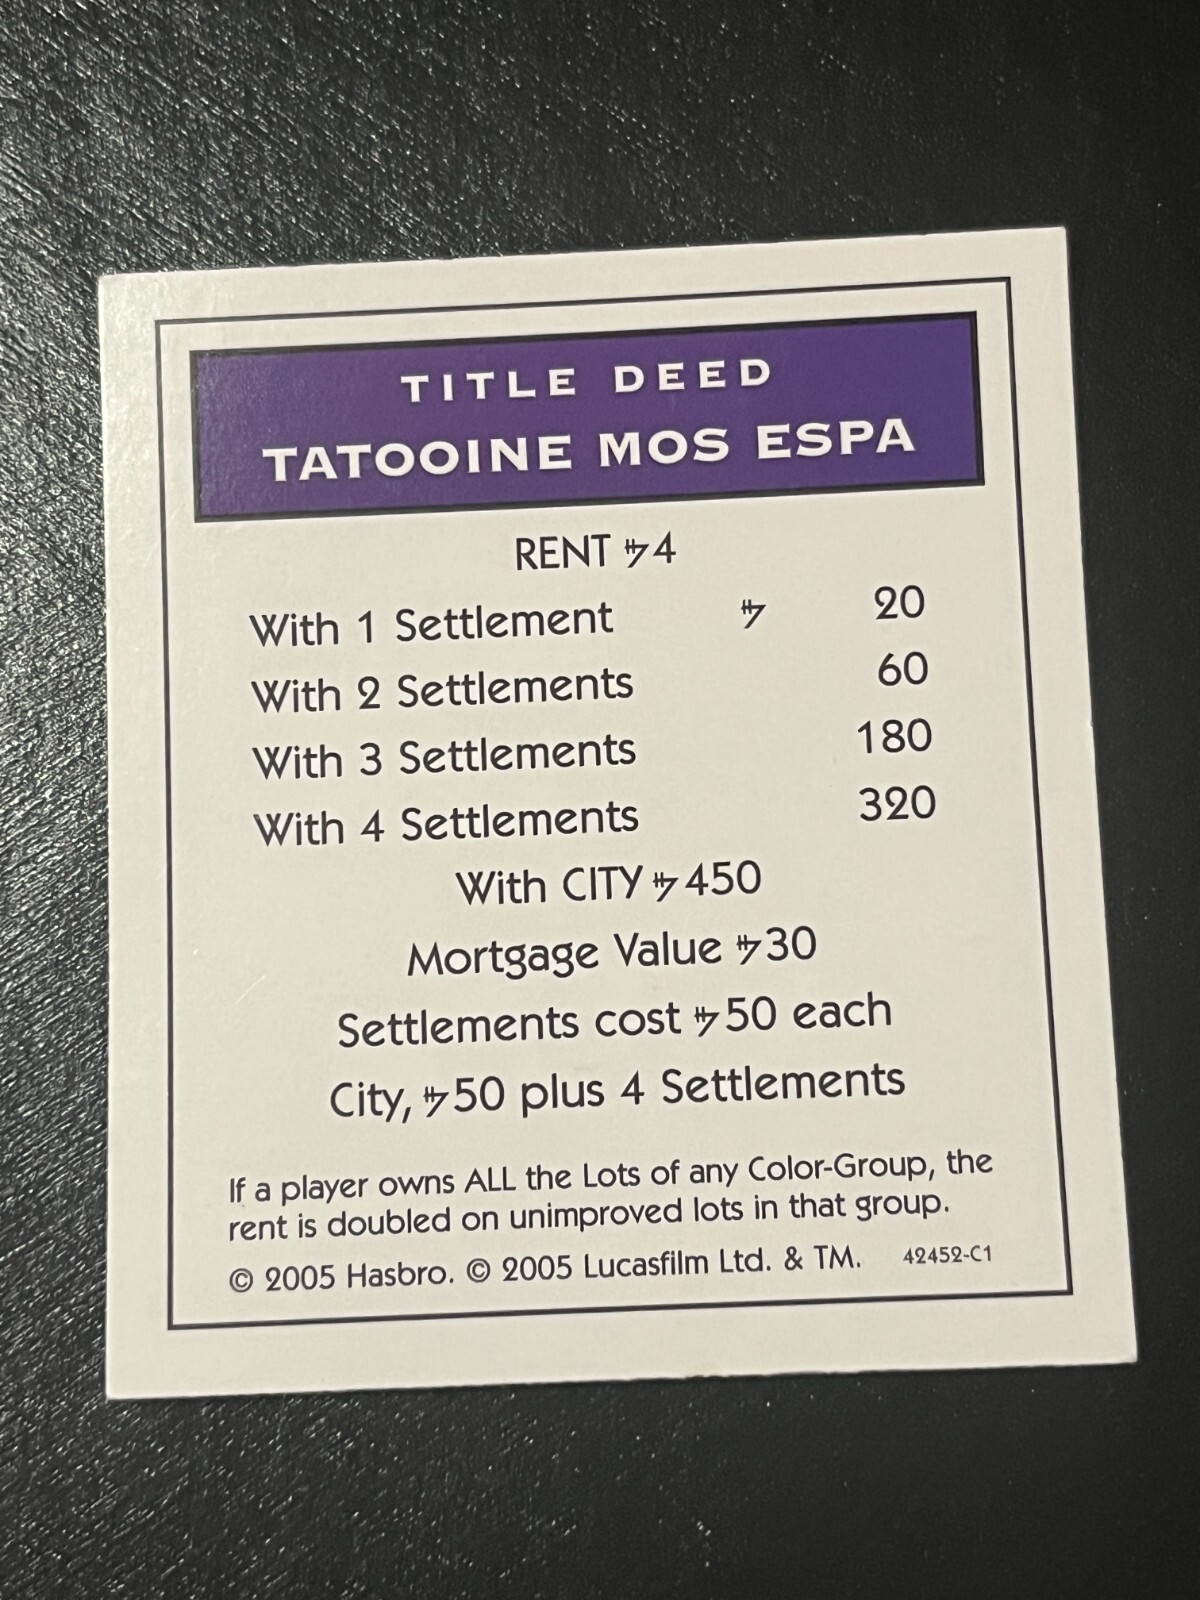 TITLE DEED
TATOOINE MOS ESPA
RENT 4
With 1 Settlement 20
With 2 Settlements 60
With 3 Settlements 180
With 4 Settlements 320
With CITY 450
Mortgage Value 30
Settlements cost 50 each
City, 50 plus 4 Settlements
If a player owns ALL the Lots of any Color-Group, the
rent is doubled on unimproved lots in that group.
© 2005 Hasbro. © 2005 Lucasfilm Ltd. & TM. 42452-C1